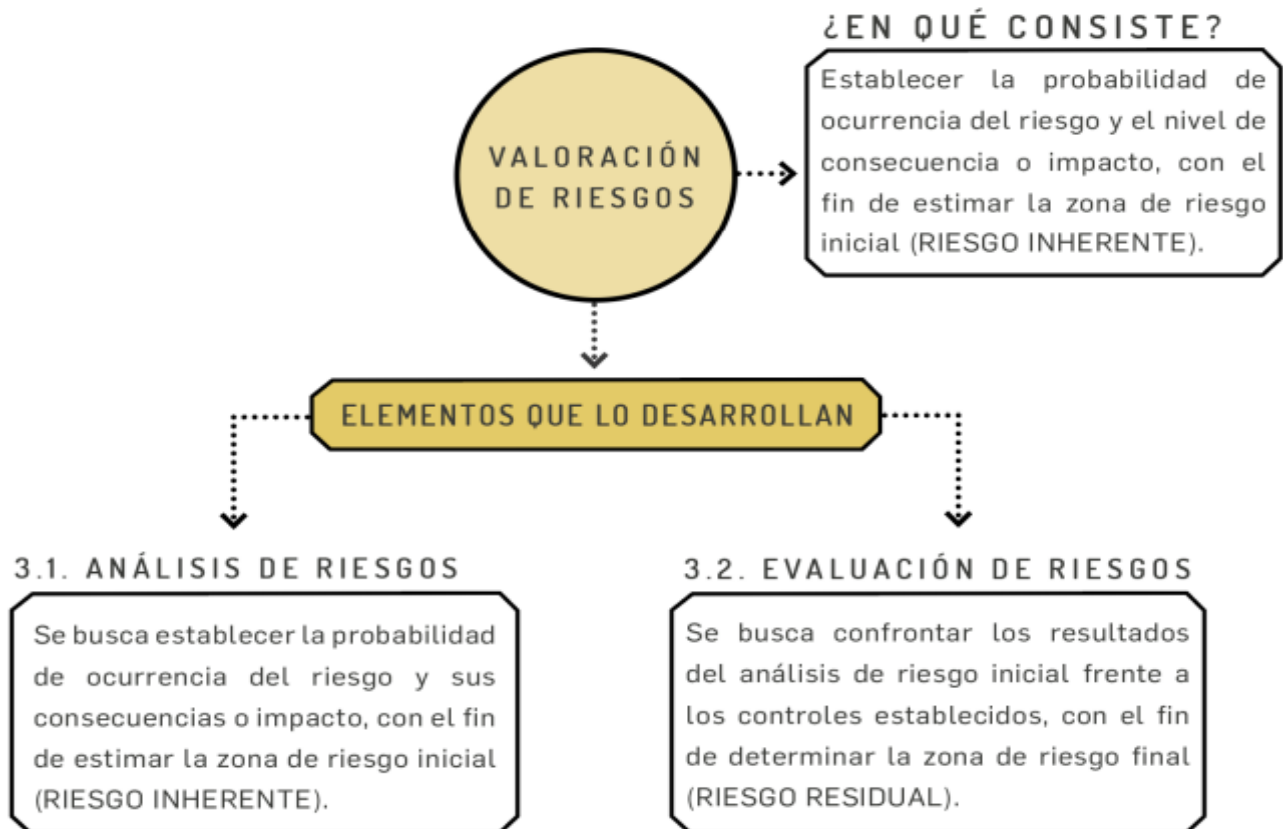 ¿EN QUÉ CONSISTE?
Establecer la probabilidad de
ocurrencia del riesgo y el nivel de
consecuencia o impacto, con el
fin de estimar la zona de riesgo
inicial (RIESGO INHERENTE).
VALORACIÓN
DE RIESGOS
ELEMENTOS QUE LO DESARROLLAN
3.1. ANÁLISIS DE RIESGOS
Se busca establecer la probabilidad
de ocurrencia del riesgo y sus
consecuencias o impacto, con el fin
de estimar la zona de riesgo inicial
(RIESGO INHERENTE).
3.2. EVALUACIÓN DE RIESGOS
Se busca confrontar los resultados
del análisis de riesgo inicial frente a
los controles establecidos, con el fin
de determinar la zona de riesgo final
(RIESGO RESIDUAL).